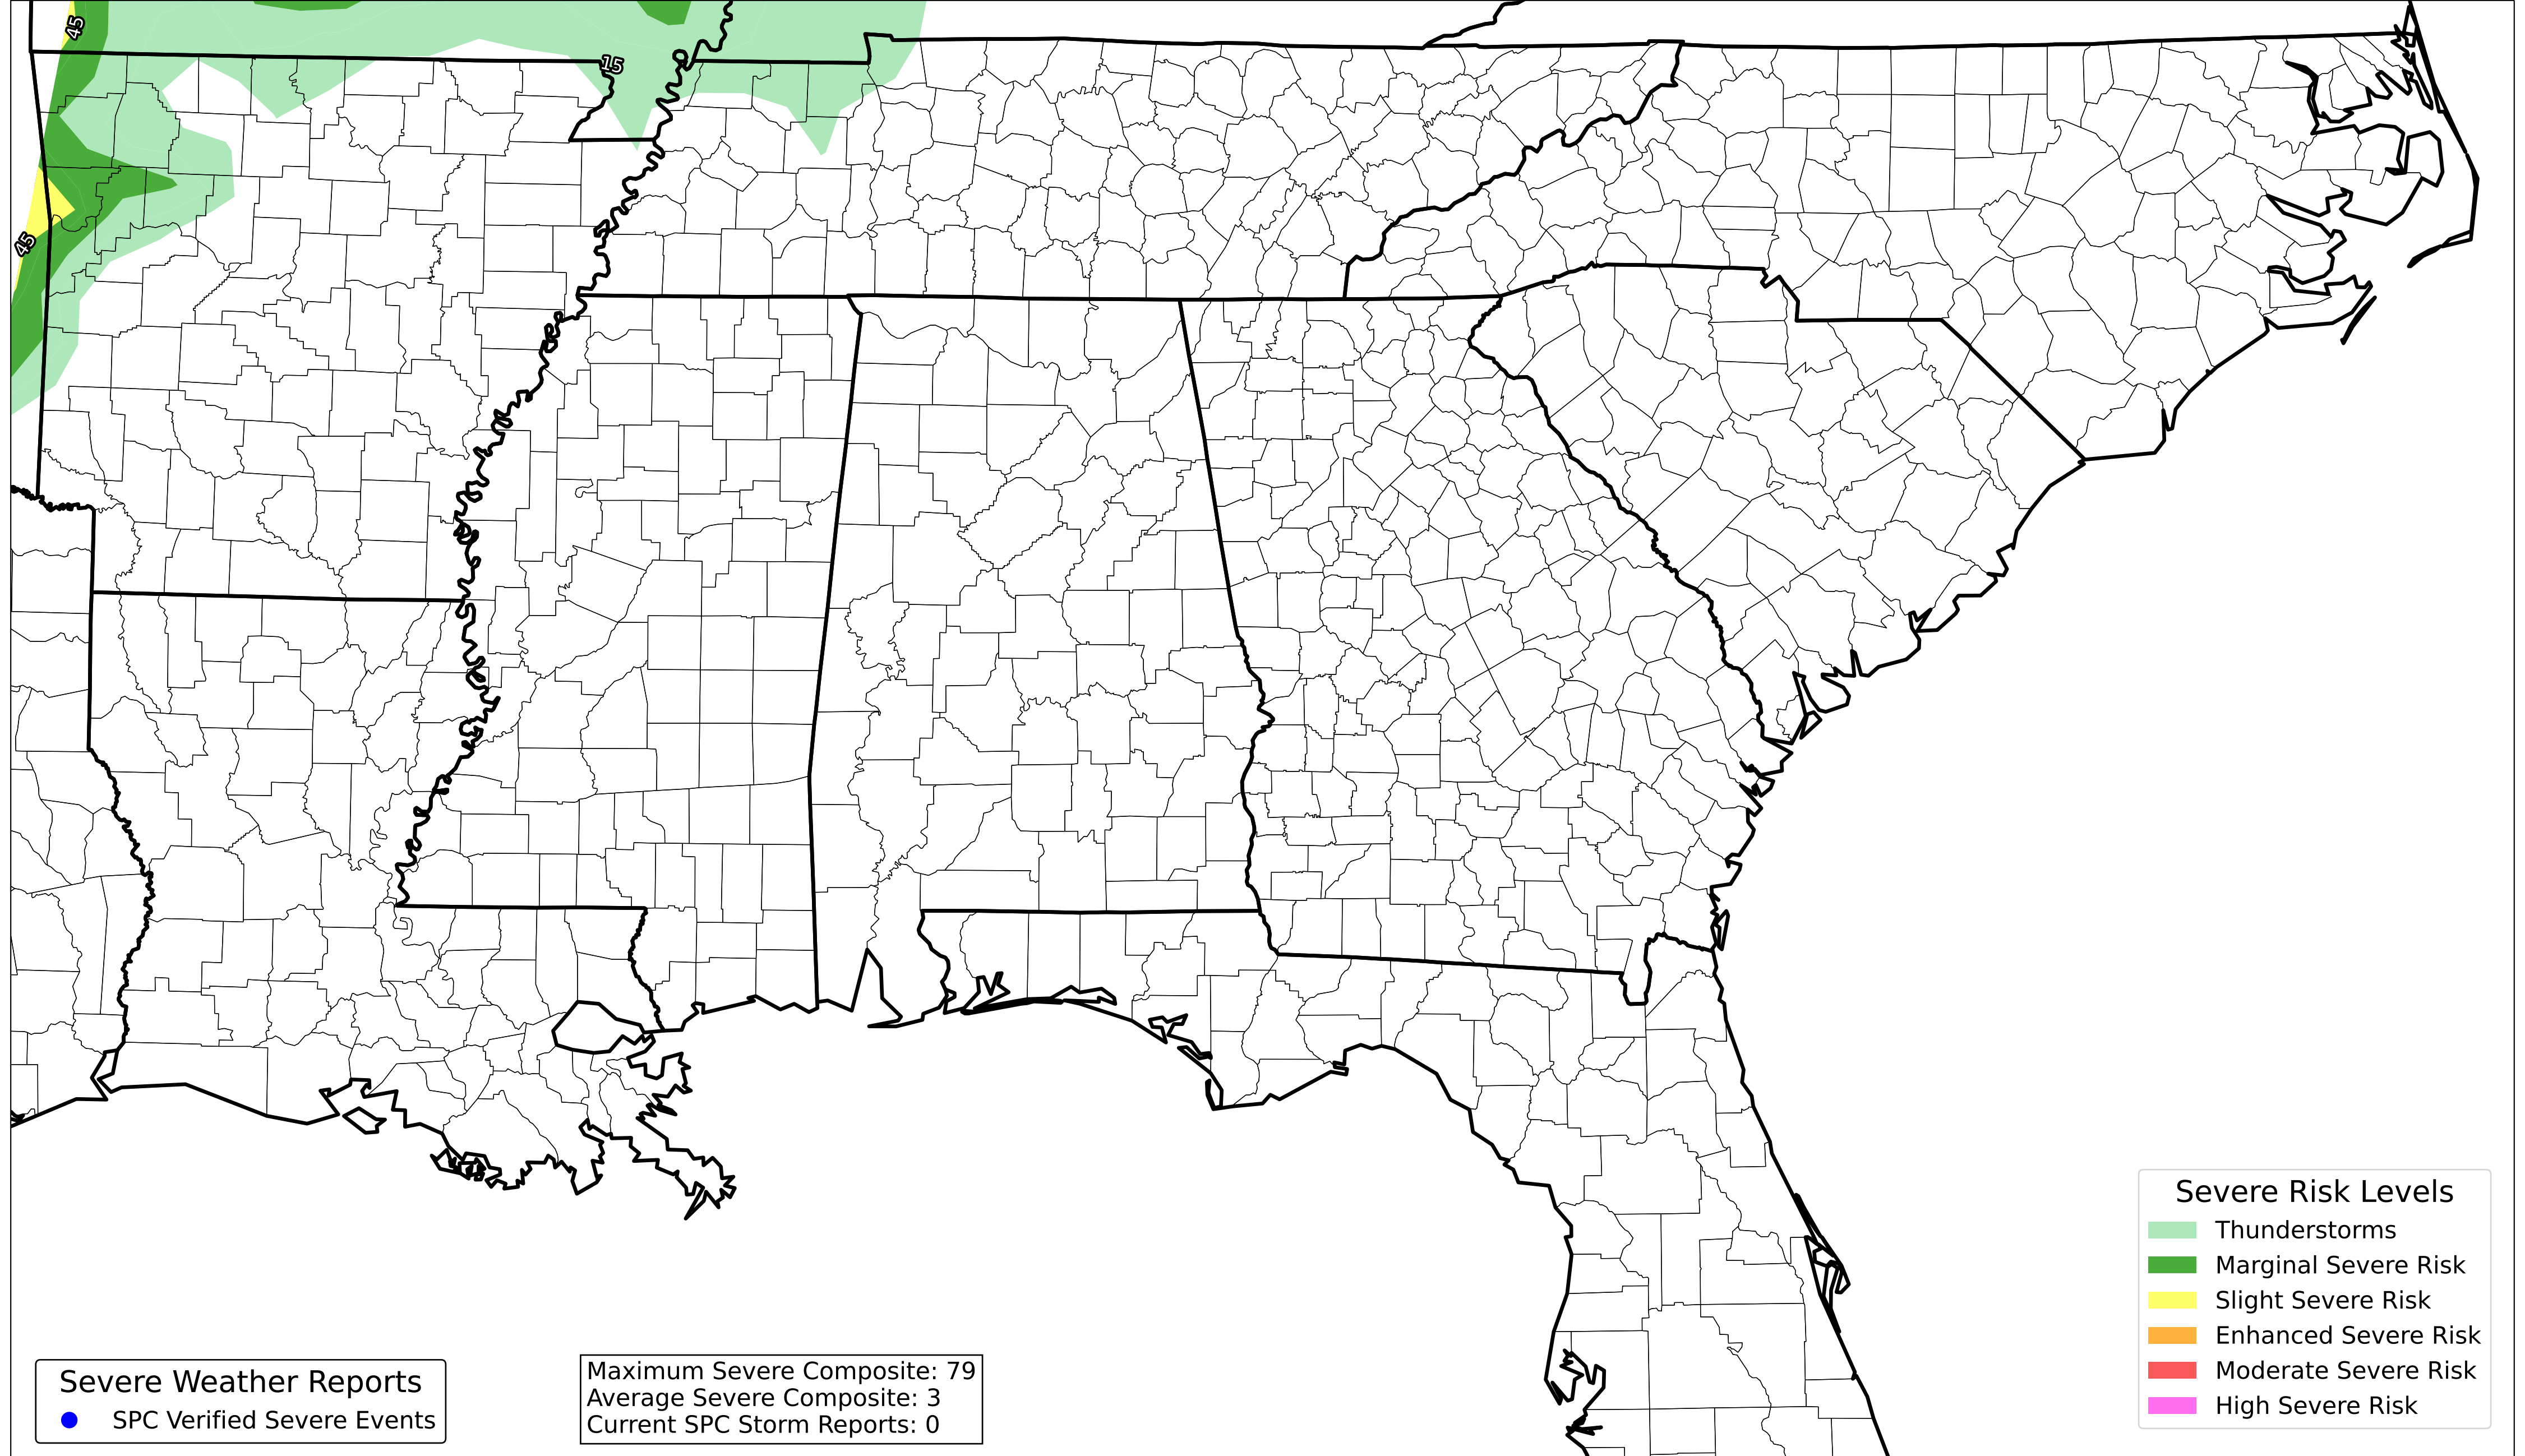 45
15
45
Severe Risk Levels
Thunderstorms
Marginal Severe Risk
Slight Severe Risk
Enhanced Severe Risk
Moderate Severe Risk
High Severe Risk
Severe Weather Reports
SPC Verified Severe Events
Maximum Severe Composite: 79
Average Severe Composite: 3
Current SPC Storm Reports: 0